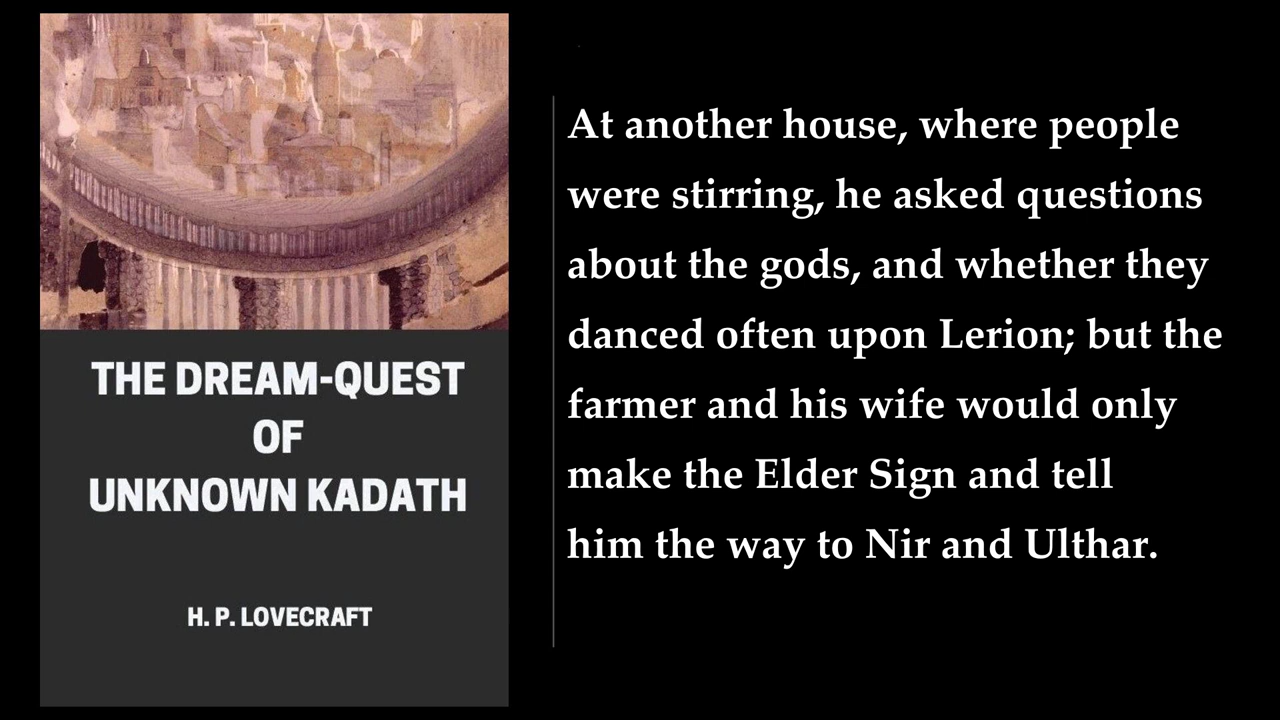 THE DREAM-QUEST
OF
UNKNOWN KADATH
H. P. LOVECRAFT
At another house, where people
were stirring, he asked questions
about the gods, and whether they
danced often upon Lerion; but the
farmer and his wife would only
make the Elder Sign and tell
him the way to Nir and Ulthar.